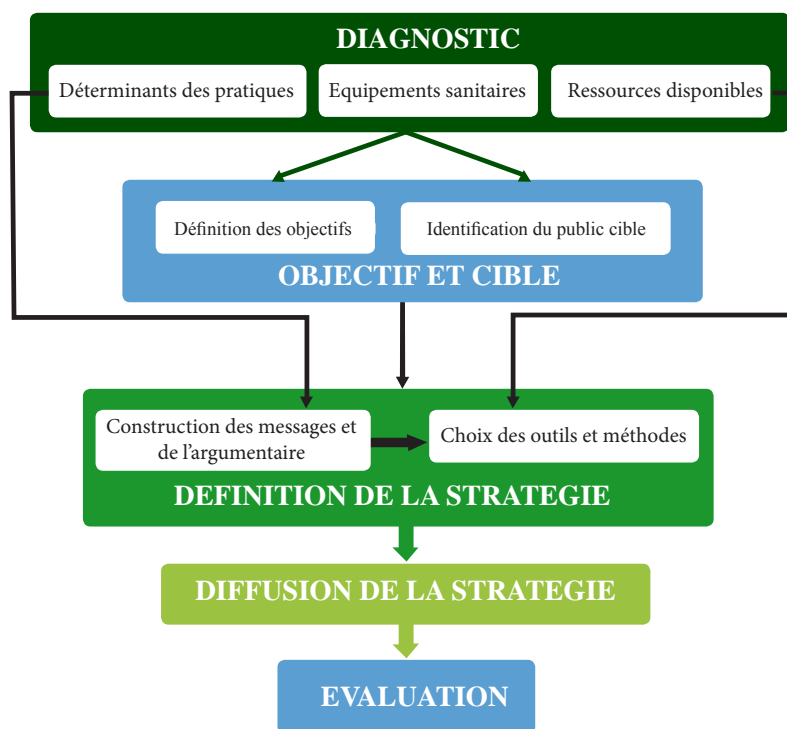 DIAGNOSTIC
Déterminants des pratiques
Equipements sanitaires
Ressources disponibles
Définition des objectifs
Identification du public cible
OBJECTIF ET CIBLE
Construction des messages et
de l'argumentaire
Choix des outils et méthodes
DEFINITION DE LA STRATEGIE
DIFFUSION DE LA STRATEGIE
EVALUATION